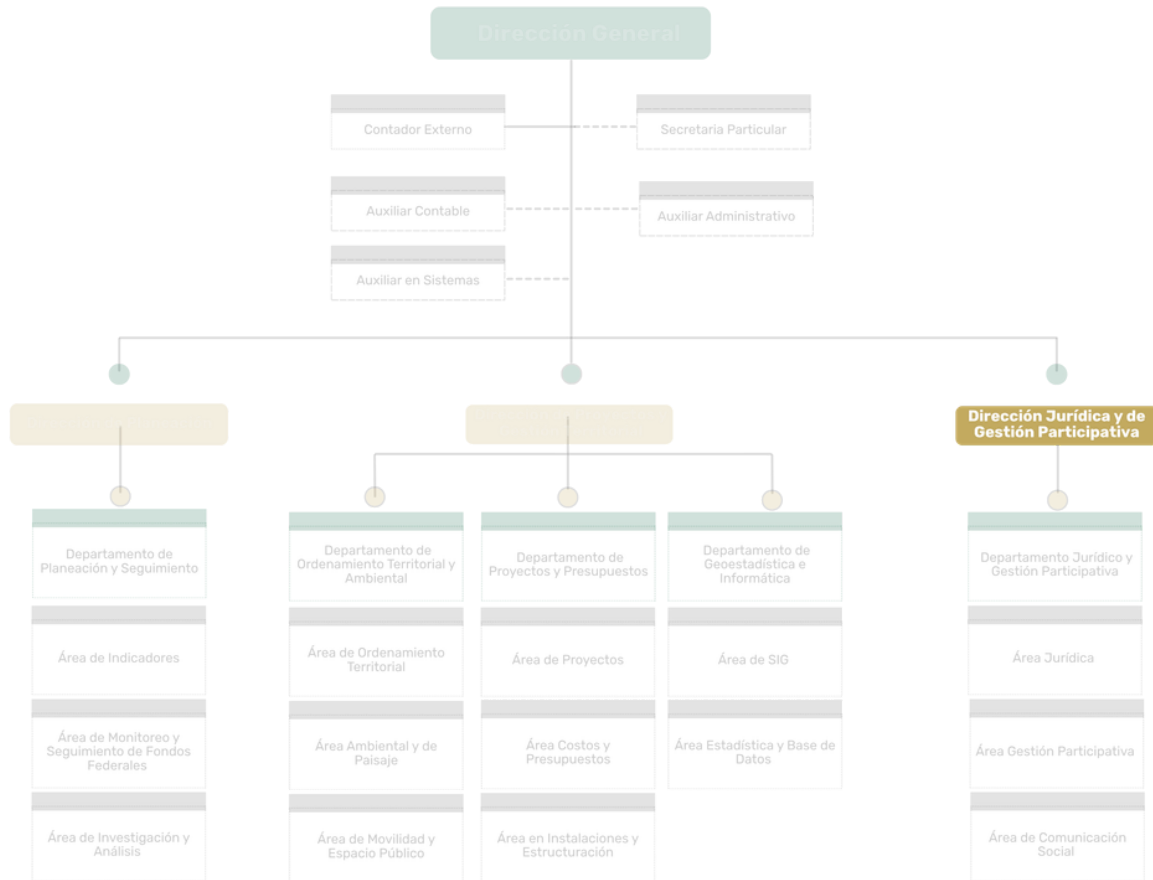 Dirección General
Contador Externo
Secretaria Particular
Auxiliar Contable
Auxiliar Administrativo
Auxiliar en Sistemas
Dirección Jurídica y de
Gestión Participativa
Departamento de
Planeación y Seguimiento
Departamento de
Ordenamiento Territorial y
Ambiental
Departamento de
Proyectos y Presupuestos
Departamento de
Geoestadística e
Informática
Departamento Jurídico y
Gestión Participativa
Área de Indicadores
Área de Ordenamiento
Territorial
Área de Proyectos
Área de SIG
Área Jurídica
Área de Monitoreo y
Seguimiento de Fondos
Federales
Área Ambiental y de
Paisaje
Área Costos y
Presupuestos
Área Estadística y Base de
Datos
Área Gestión Participativa
Área de Investigación y
Análisis
Área de Movilidad y
Espacio Público
Área en Instalaciones y
Estructuración
Área de Comunicación
Social